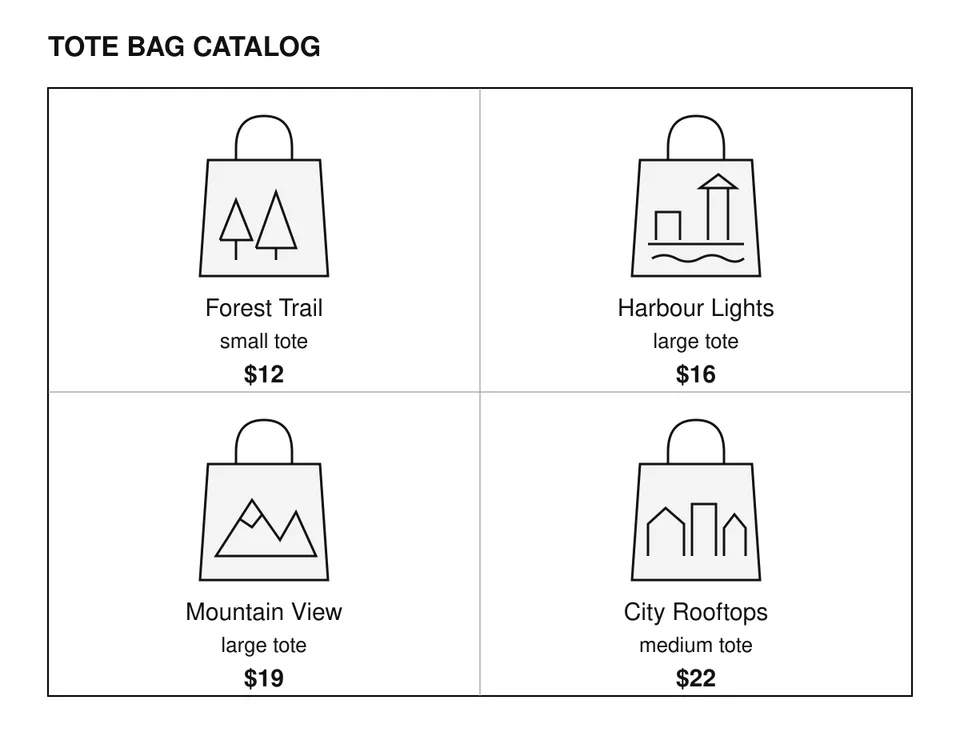 TOTE BAG CATALOG
Forest Trail
small tote
$12
Harbour Lights
large tote
$16
Mountain View
large tote
$19
City Rooftops
medium tote
$22